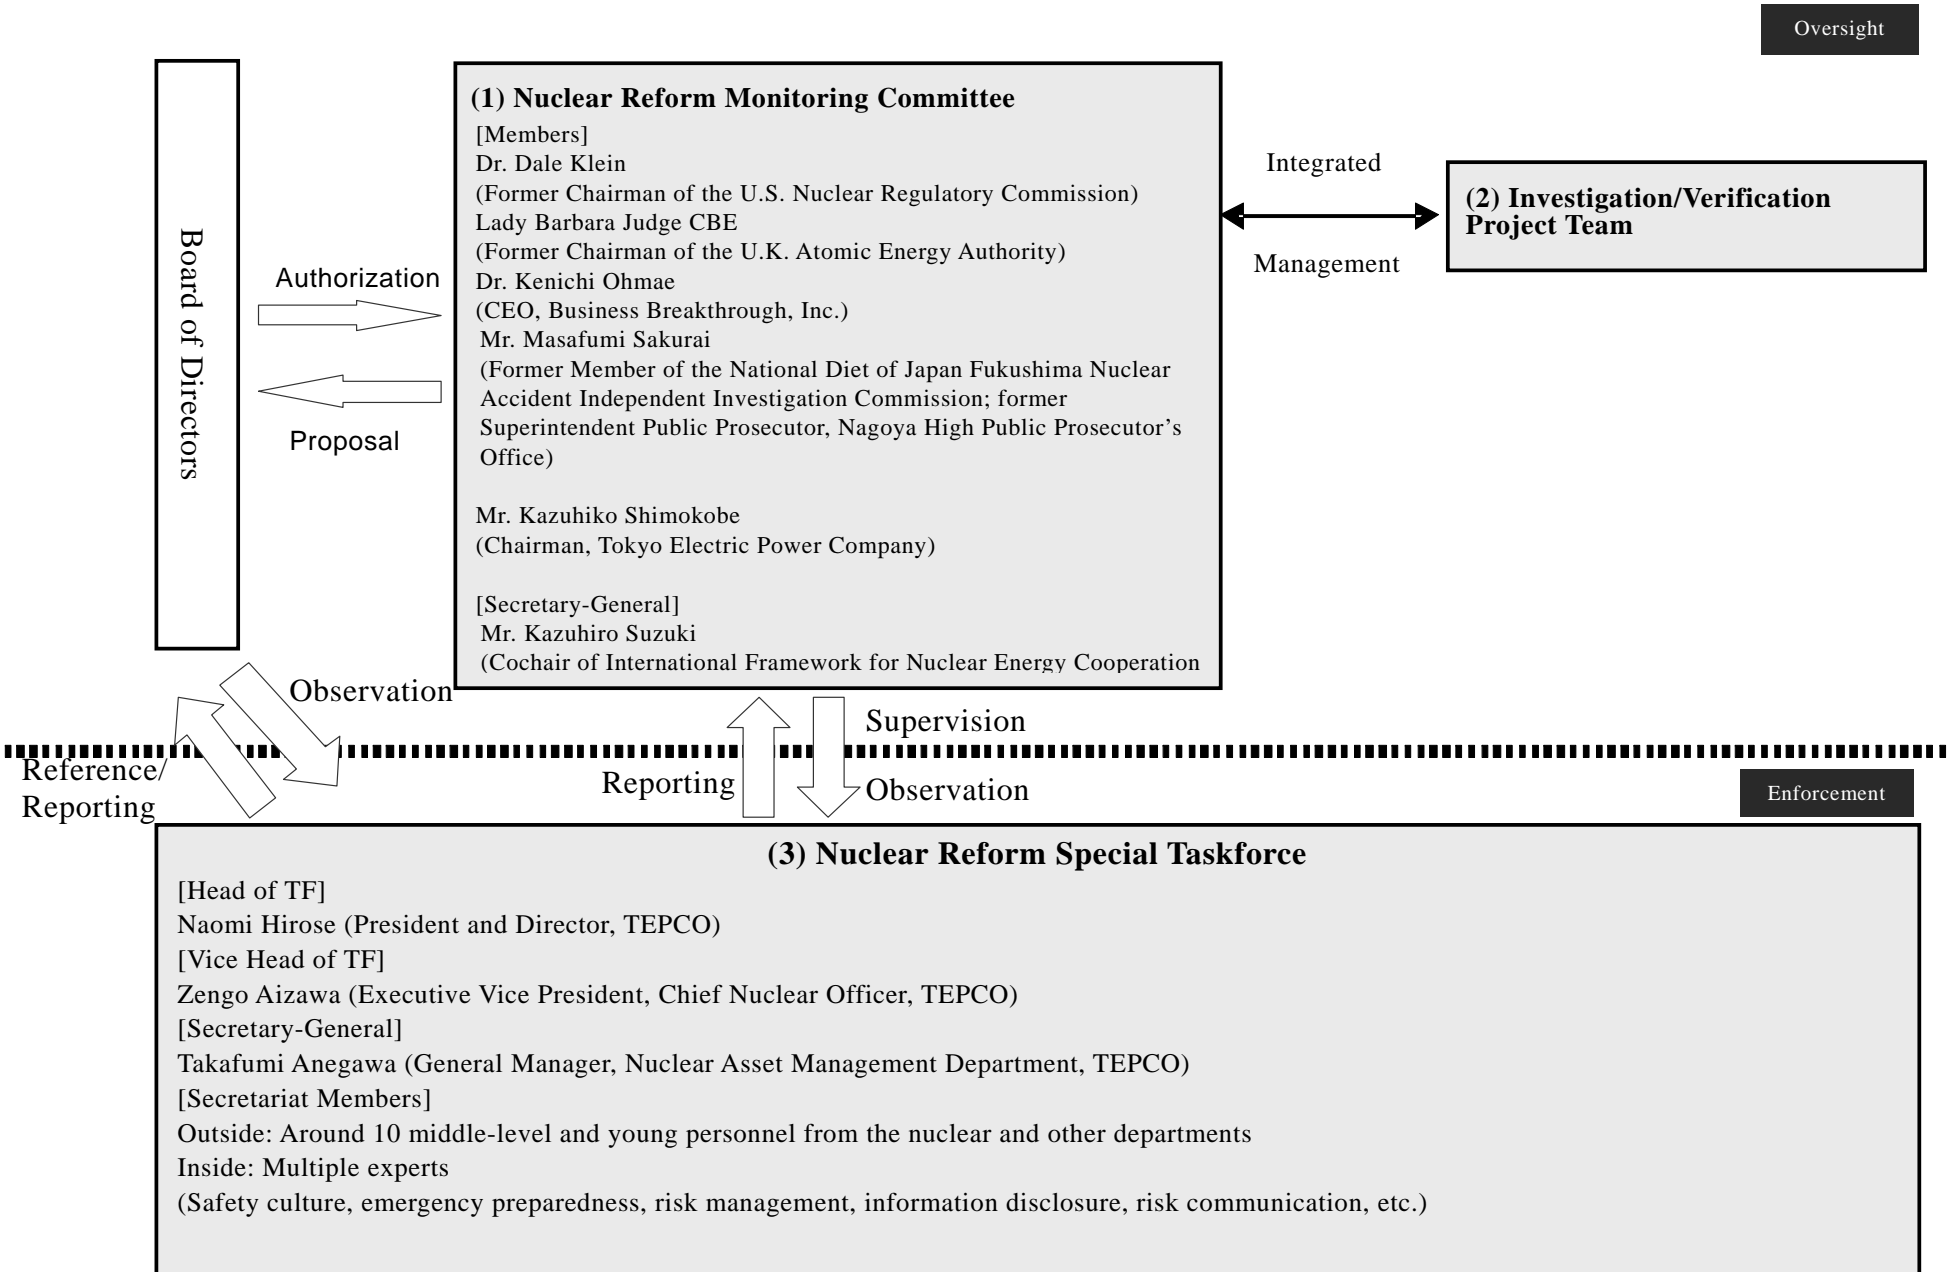 Oversight
Board of Directors
Authorization
Proposal
(1) Nuclear Reform Monitoring Committee
[Members]
Dr. Dale Klein
(Former Chairman of the U.S. Nuclear Regulatory Commission)
Lady Barbara Judge CBE
(Former Chairman of the U.K. Atomic Energy Authority)
Dr. Kenichi Ohmae
(CEO, Business Breakthrough, Inc.)
Mr. Masafumi Sakurai
(Former Member of the National Diet of Japan Fukushima Nuclear
Accident Independent Investigation Commission; former
Superintendent Public Prosecutor, Nagoya High Public Prosecutor’s
Office)
Mr. Kazuhiko Shimokobe
(Chairman, Tokyo Electric Power Company)
[Secretary-General]
Mr. Kazuhiro Suzuki
(Cochair of International Framework for Nuclear Energy Cooperation
Integrated
Management
(2) Investigation/Verification
Project Team
Observation
Reference/
Reporting
Reporting
Supervision
Observation
Enforcement
(3) Nuclear Reform Special Taskforce
[Head of TF]
Naomi Hirose (President and Director, TEPCO)
[Vice Head of TF]
Zengo Aizawa (Executive Vice President, Chief Nuclear Officer, TEPCO)
[Secretary-General]
Takafumi Anegawa (General Manager, Nuclear Asset Management Department, TEPCO)
[Secretariat Members]
Outside: Around 10 middle-level and young personnel from the nuclear and other departments
Inside: Multiple experts
(Safety culture, emergency preparedness, risk management, information disclosure, risk communication, etc.)